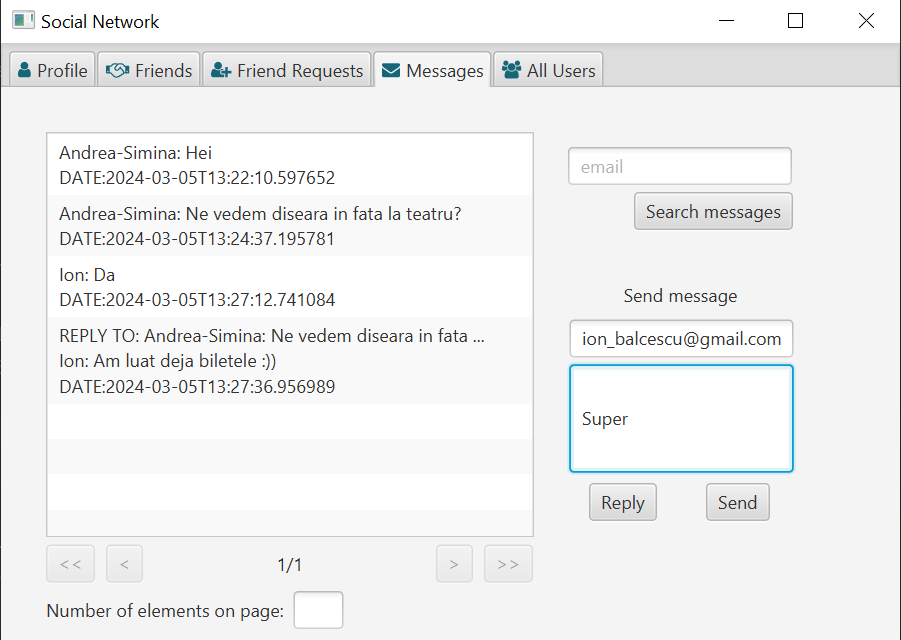 Social Network
Profile
Friends
Friend Requests
Messages
All Users
Andrea-Simina: Hei
DATE:2024-03-05T13:22:10.597652
Andrea-Simina: Ne vedem diseara in fata la teatru?
DATE:2024-03-05T13:24:37.195781
Ion: Da
DATE:2024-03-05T13:27:12.741084
REPLY TO: Andrea-Simina: Ne vedem diseara in fata ...
Ion: Am luat deja biletele :))
DATE:2024-03-05T13:27:36.956989
<< < 1/1 > >>
Number of elements on page:
email
Search messages
Send message
ion_balcescu@gmail.com
Super
Reply
Send